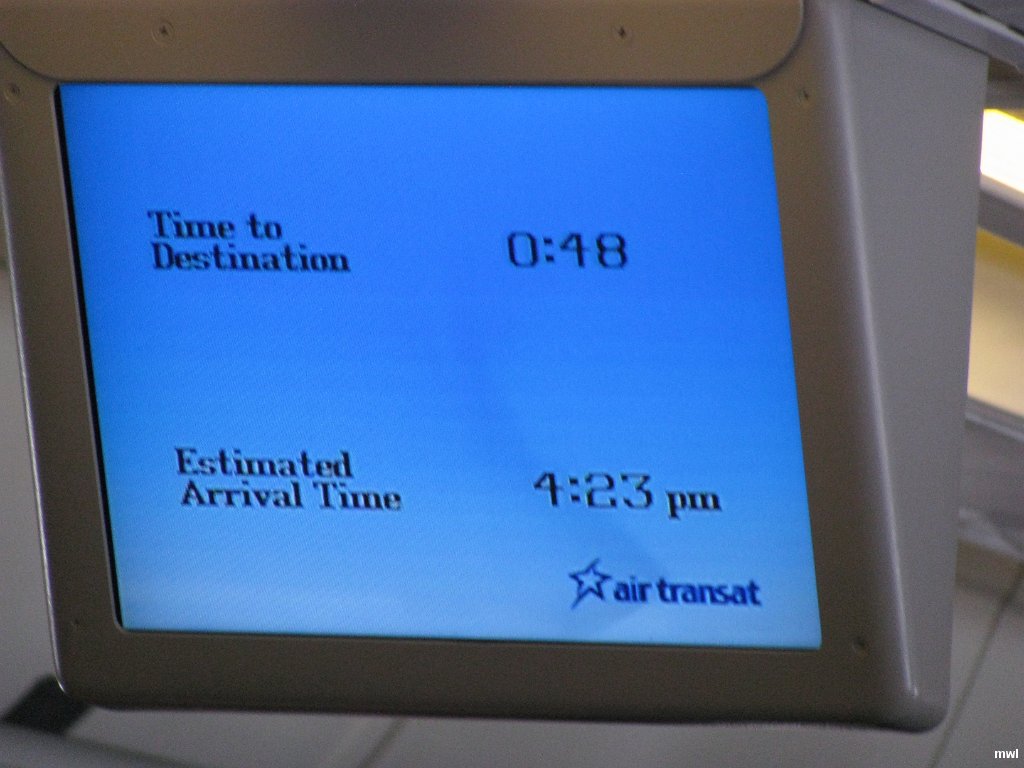 Time to
Destination
0:48
Estimated
Arrival Time
4:23 pm
air transat
mwl